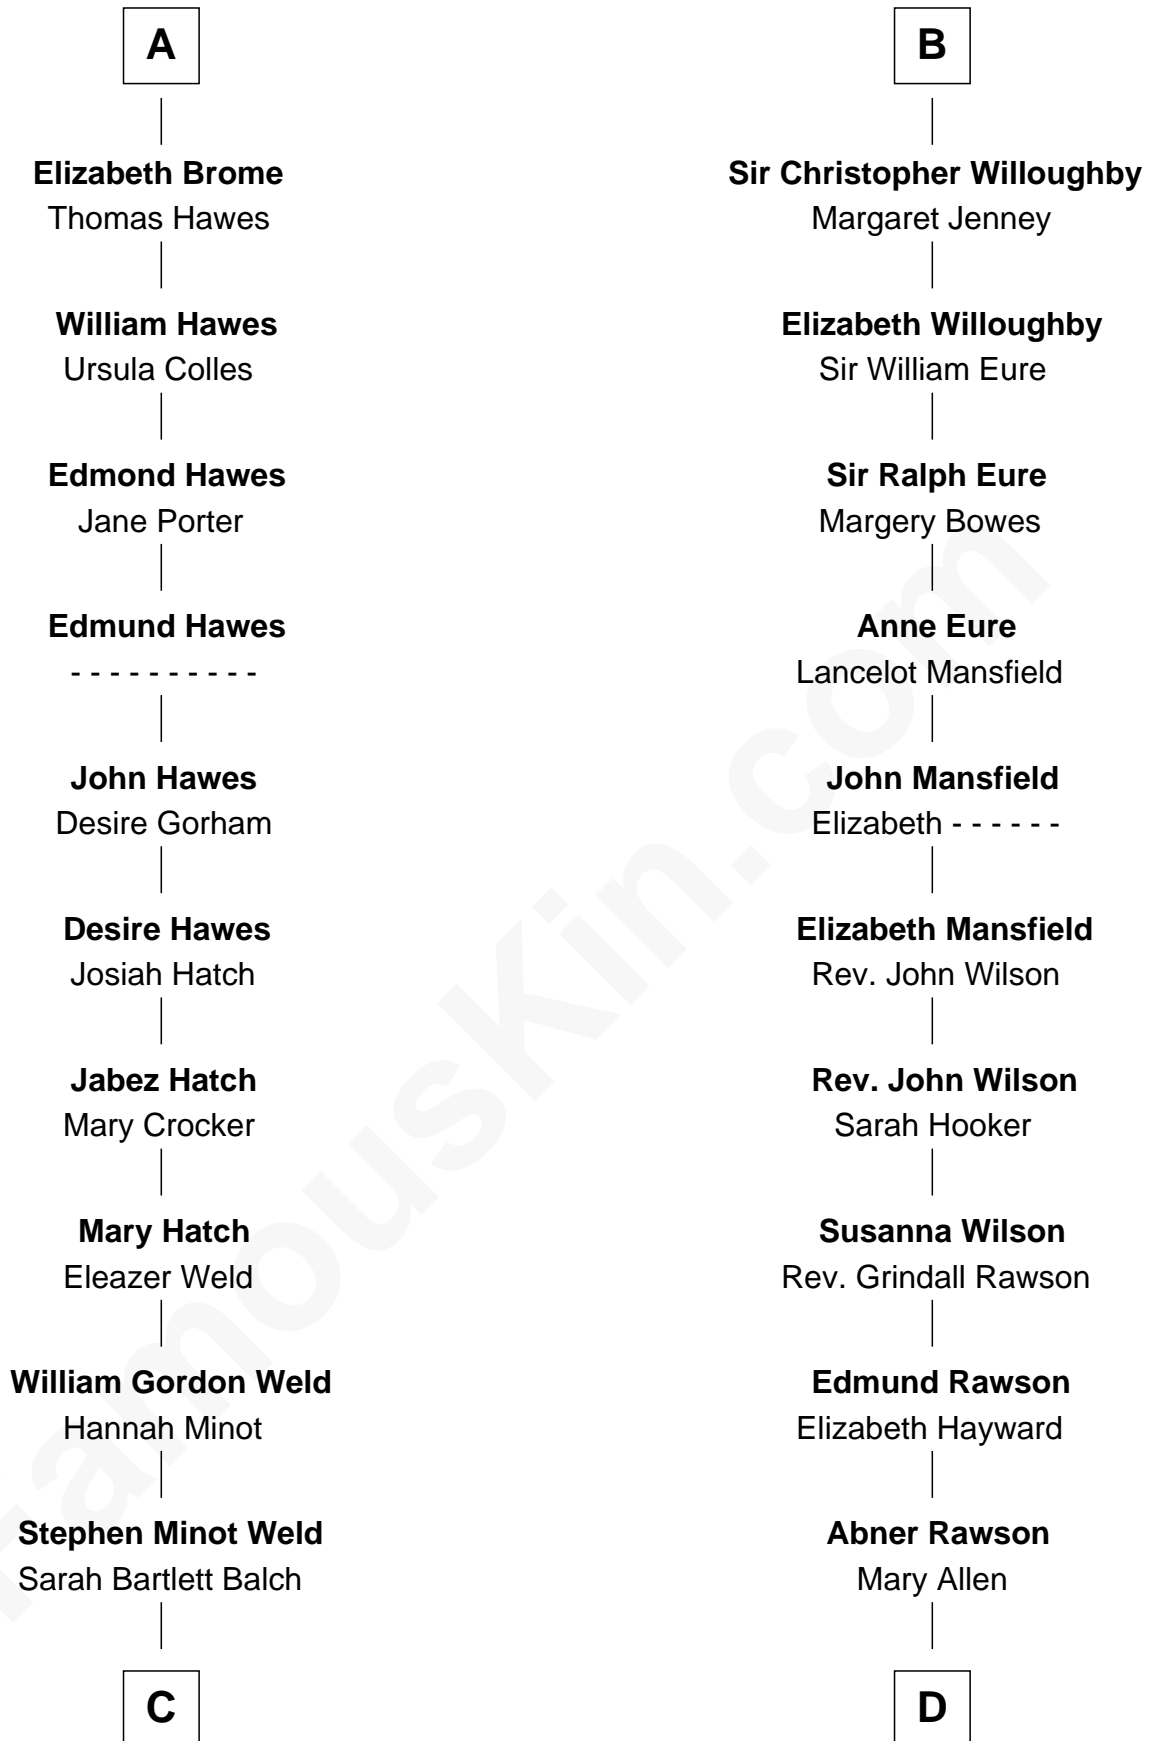 A
Elizabeth Brome
Thomas Hawes
William Hawes
Ursula Colles
Edmond Hawes
Jane Porter
Edmund Hawes
- - - - - - - - - -
John Hawes
Desire Gorham
Desire Hawes
Josiah Hatch
Jabez Hatch
Mary Crocker
Mary Hatch
Eleazer Weld
William Gordon Weld
Hannah Minot
Stephen Minot Weld
Sarah Bartlett Balch
C
B
Sir Christopher Willoughby
Margaret Jenney
Elizabeth Willoughby
Sir William Eure
Sir Ralph Eure
Margery Bowes
Anne Eure
Lancelot Mansfield
John Mansfield
Elizabeth - - - - - -
Elizabeth Mansfield
Rev. John Wilson
Rev. John Wilson
Sarah Hooker
Susanna Wilson
Rev. Grindall Rawson
Edmund Rawson
Elizabeth Hayward
Abner Rawson
Mary Allen
D
FamousKin.com